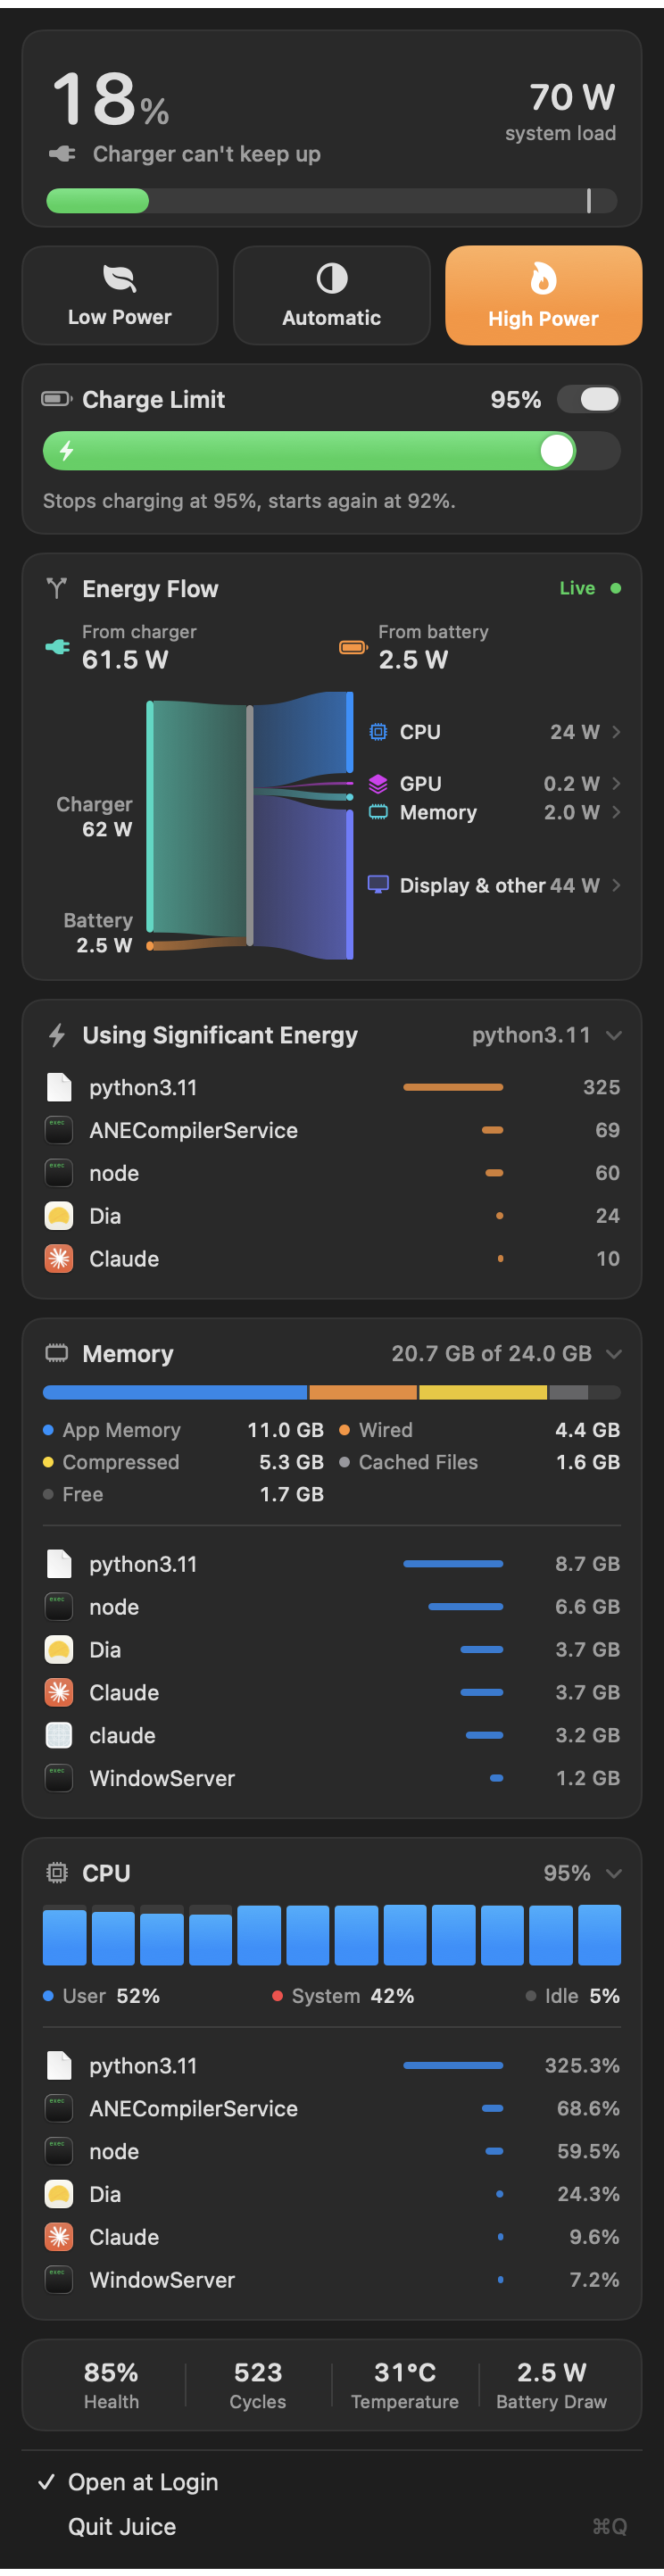 18%
70 W
system load
Charger can't keep up
Low Power
Automatic
High Power
Charge Limit 95%
Stops charging at 95%, starts again at 92%.
Energy Flow Live
From charger
61.5 W
From battery
2.5 W
CPU 24 W
GPU 0.2 W
Charger
62 W
Memory 2.0 W
Display & other 44 W
Battery
2.5 W
Using Significant Energy python3.11
python3.11 325
exec ANECompilerService 69
exec node 60
Dia 24
Claude 10
Memory 20.7 GB of 24.0 GB
App Memory 11.0 GB Wired 4.4 GB
Compressed 5.3 GB Cached Files 1.6 GB
Free 1.7 GB
python3.11 8.7 GB
exec node 6.6 GB
Dia 3.7 GB
Claude 3.7 GB
claude 3.2 GB
exec WindowServer 1.2 GB
CPU 95%
User 52% System 42% Idle 5%
python3.11 325.3%
exec ANECompilerService 68.6%
exec node 59.5%
Dia 24.3%
Claude 9.6%
exec WindowServer 7.2%
85% 523 31°C 2.5 W
Health Cycles Temperature Battery Draw
✓ Open at Login
Quit Juice ⌘Q